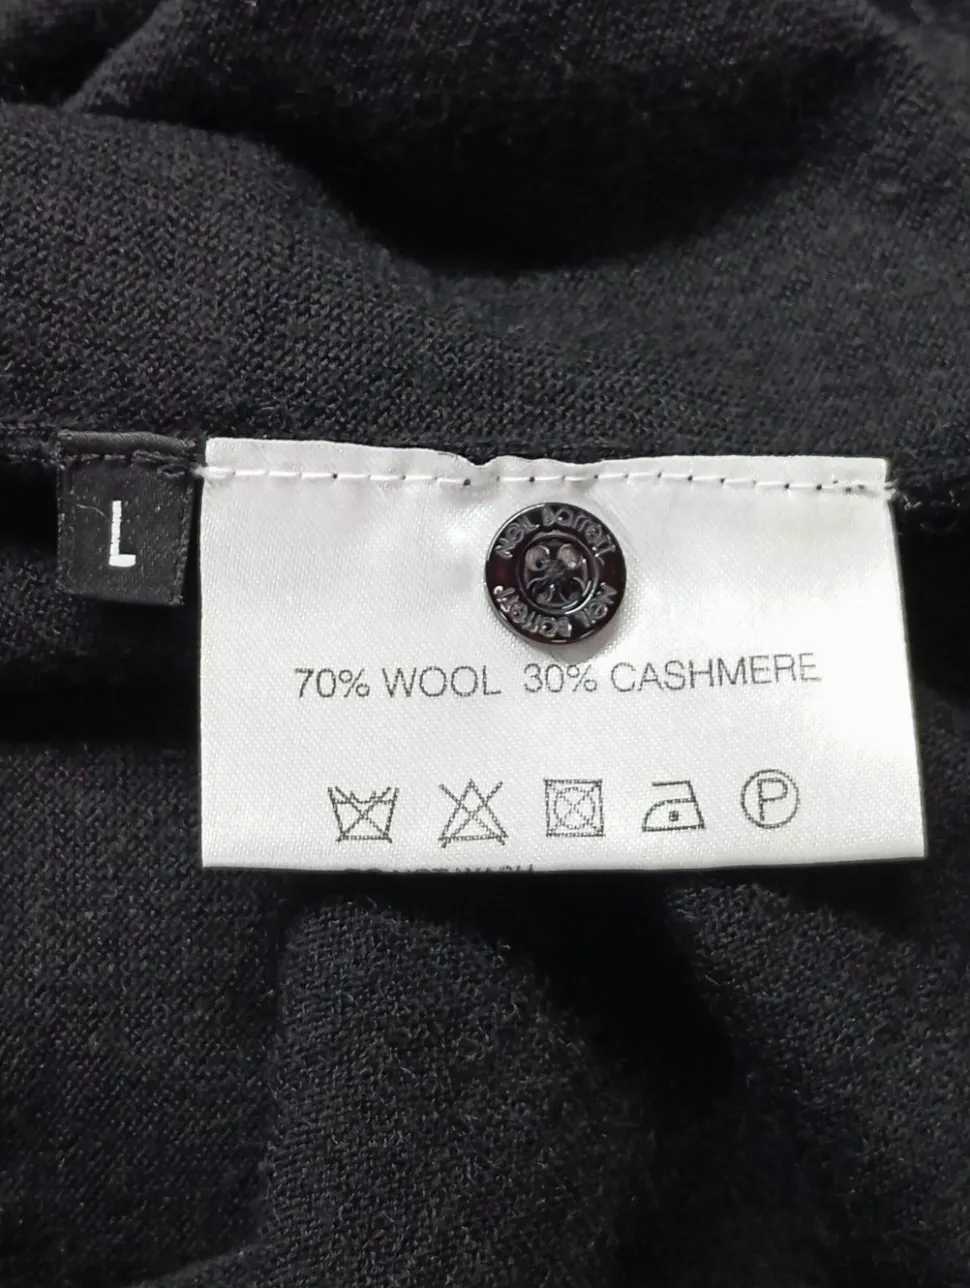 L
NEIL BARRETT
NEIL BARRETT
70% WOOL 30% CASHMERE
P